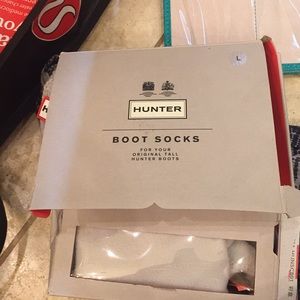 L
HUNTER
BOOT SOCKS
FOR YOUR
ORIGINAL TALL
HUNTER BOOTS